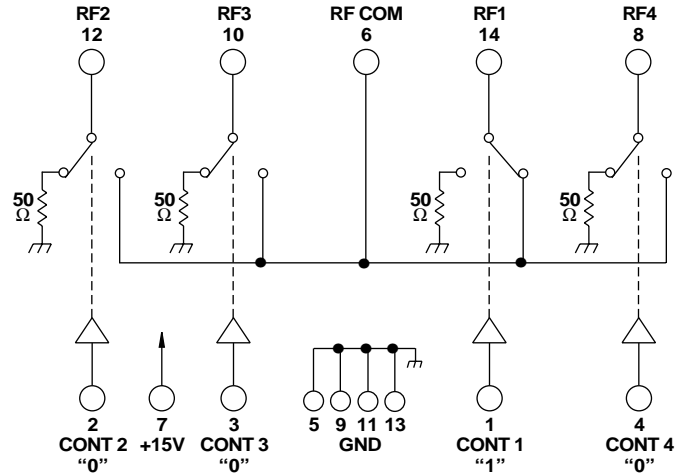 RF2 RF3 RF COM RF1 RF4
12 10 6 14 8
50 Ω 50 Ω 50 Ω 50 Ω
2 7 3 5 9 11 13 1 4
CONT 2 +15V CONT 3 GND CONT 1 CONT 4
“0” “0” “1” “0”